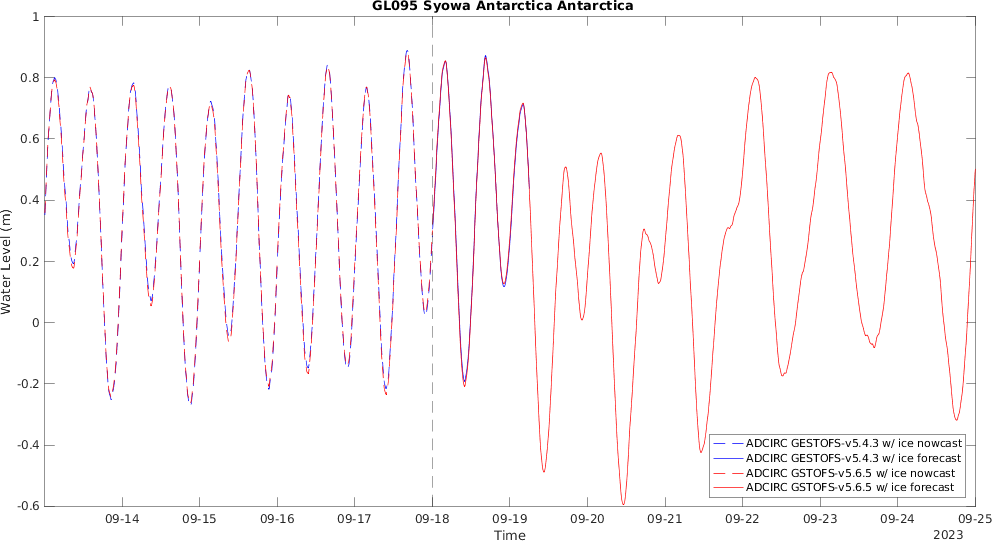 GL095 Syowa Antarctica Antarctica
1
0.8
0.6
0.4
0.2
0
-0.2
-0.4
-0.6
Water Level (m)
ADCIRC GESTOFS-v5.4.3 w/ ice nowcast
ADCIRC GESTOFS-v5.4.3 w/ ice forecast
ADCIRC GSTOFS-v5.6.5 w/ ice nowcast
ADCIRC GSTOFS-v5.6.5 w/ ice forecast
09-14 09-15 09-16 09-17 09-18 09-19 09-20 09-21 09-22 09-23 09-24 09-25
Time
2023